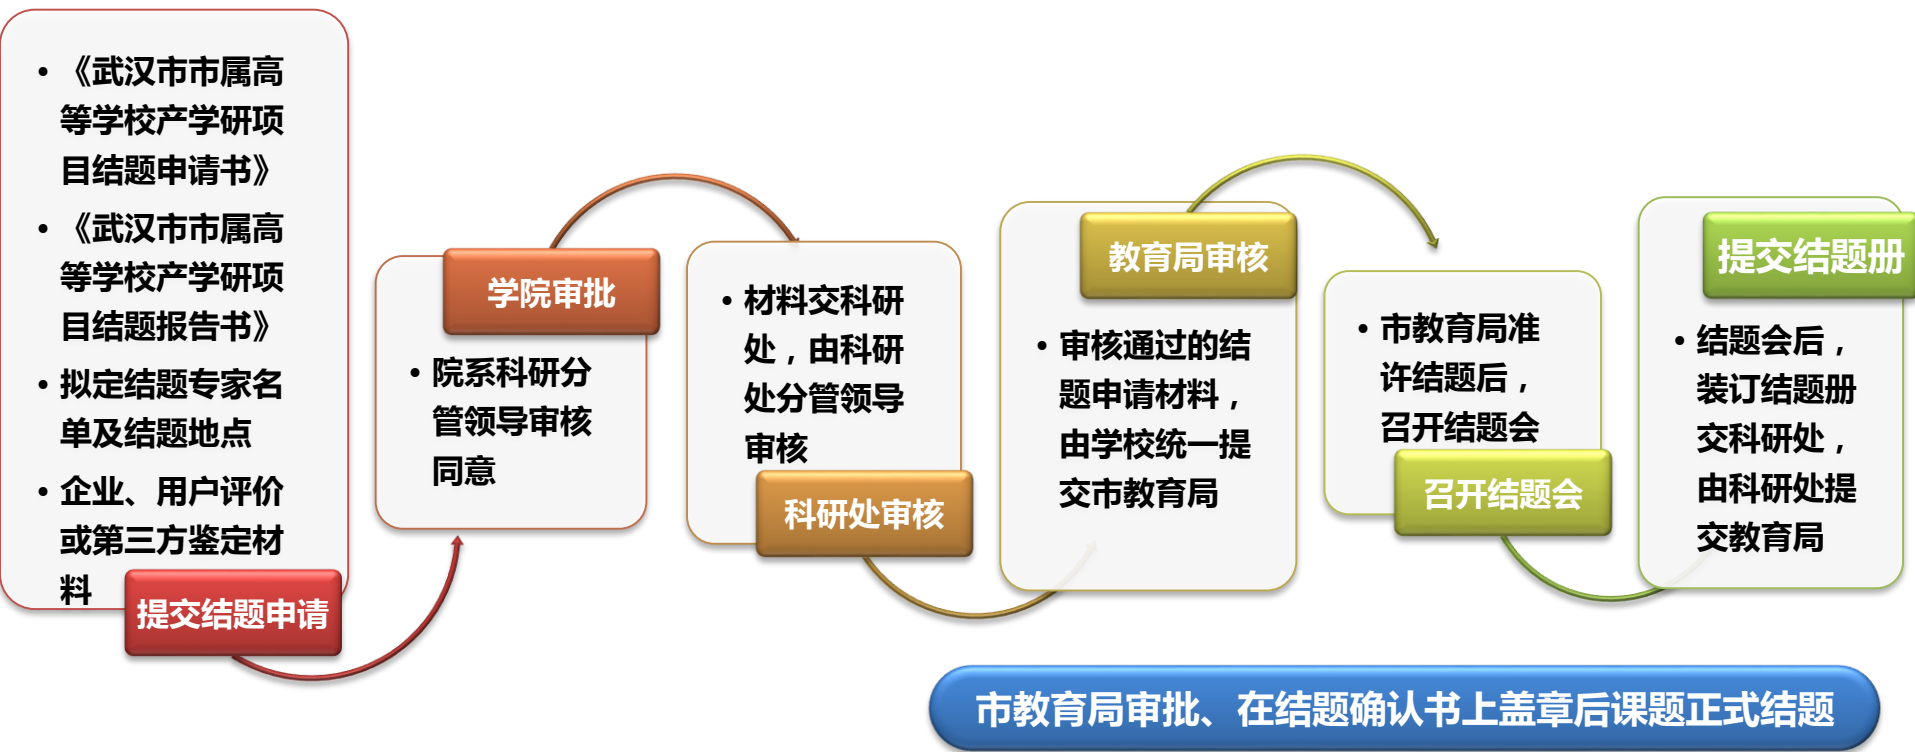 • 《武汉市市属高
等学校产学研项
目结题申请书》
• 《武汉市市属高
等学校产学研项
目结题报告书》
• 拟定结题专家名
单及结题地点
• 企业、用户评价
或第三方鉴定材
料
提交结题申请
学院审批
• 院系科研分
管领导审核
同意
• 材料交科研
处，由科研
处分管领导
审核
科研处审核
教育局审核
• 审核通过的结
题申请材料，
由学校统一提
交市教育局
• 市教育局准
许结题后，
召开结题会
召开结题会
提交结题册
• 结题会后，
装订结题册
交科研处，
由科研处提
交教育局
市教育局审批、在结题确认书上盖章后课题正式结题